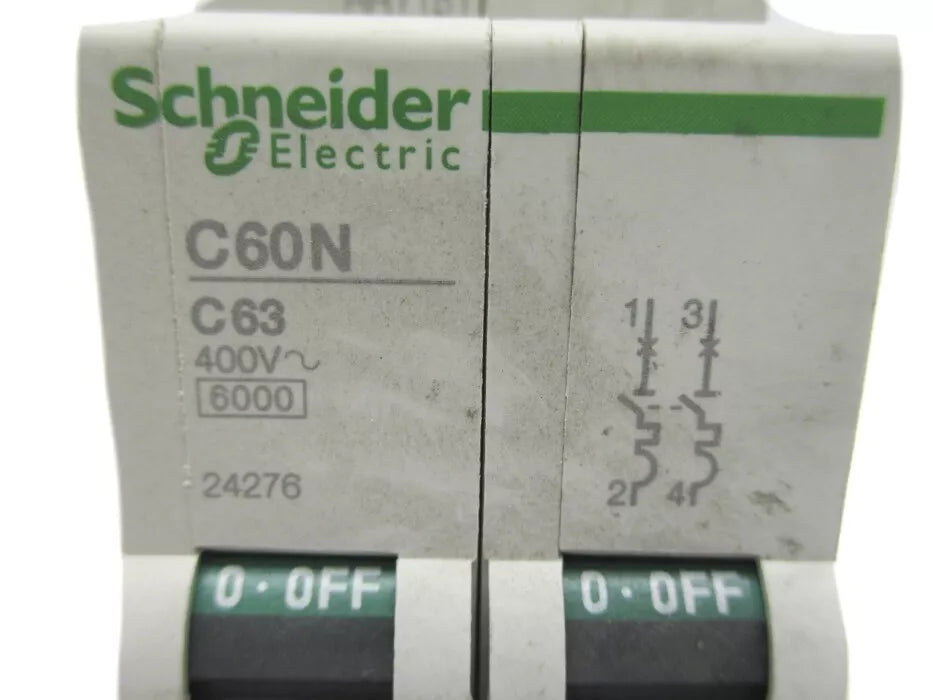 Schneider
Electric
C60N
C63
400V~
6000
24276
1 3
2 4
0 · OFF 0 · OFF